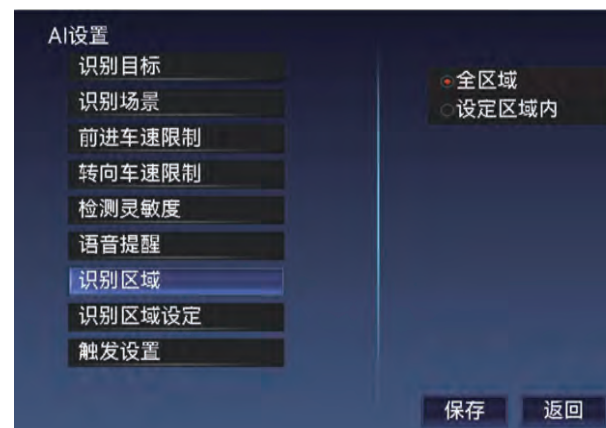 AI设置
识别目标
识别场景
前进车速限制
转向车速限制
检测灵敏度
语音提醒
识别区域
识别区域设定
触发设置
全区域
设定区域内
保存
返回